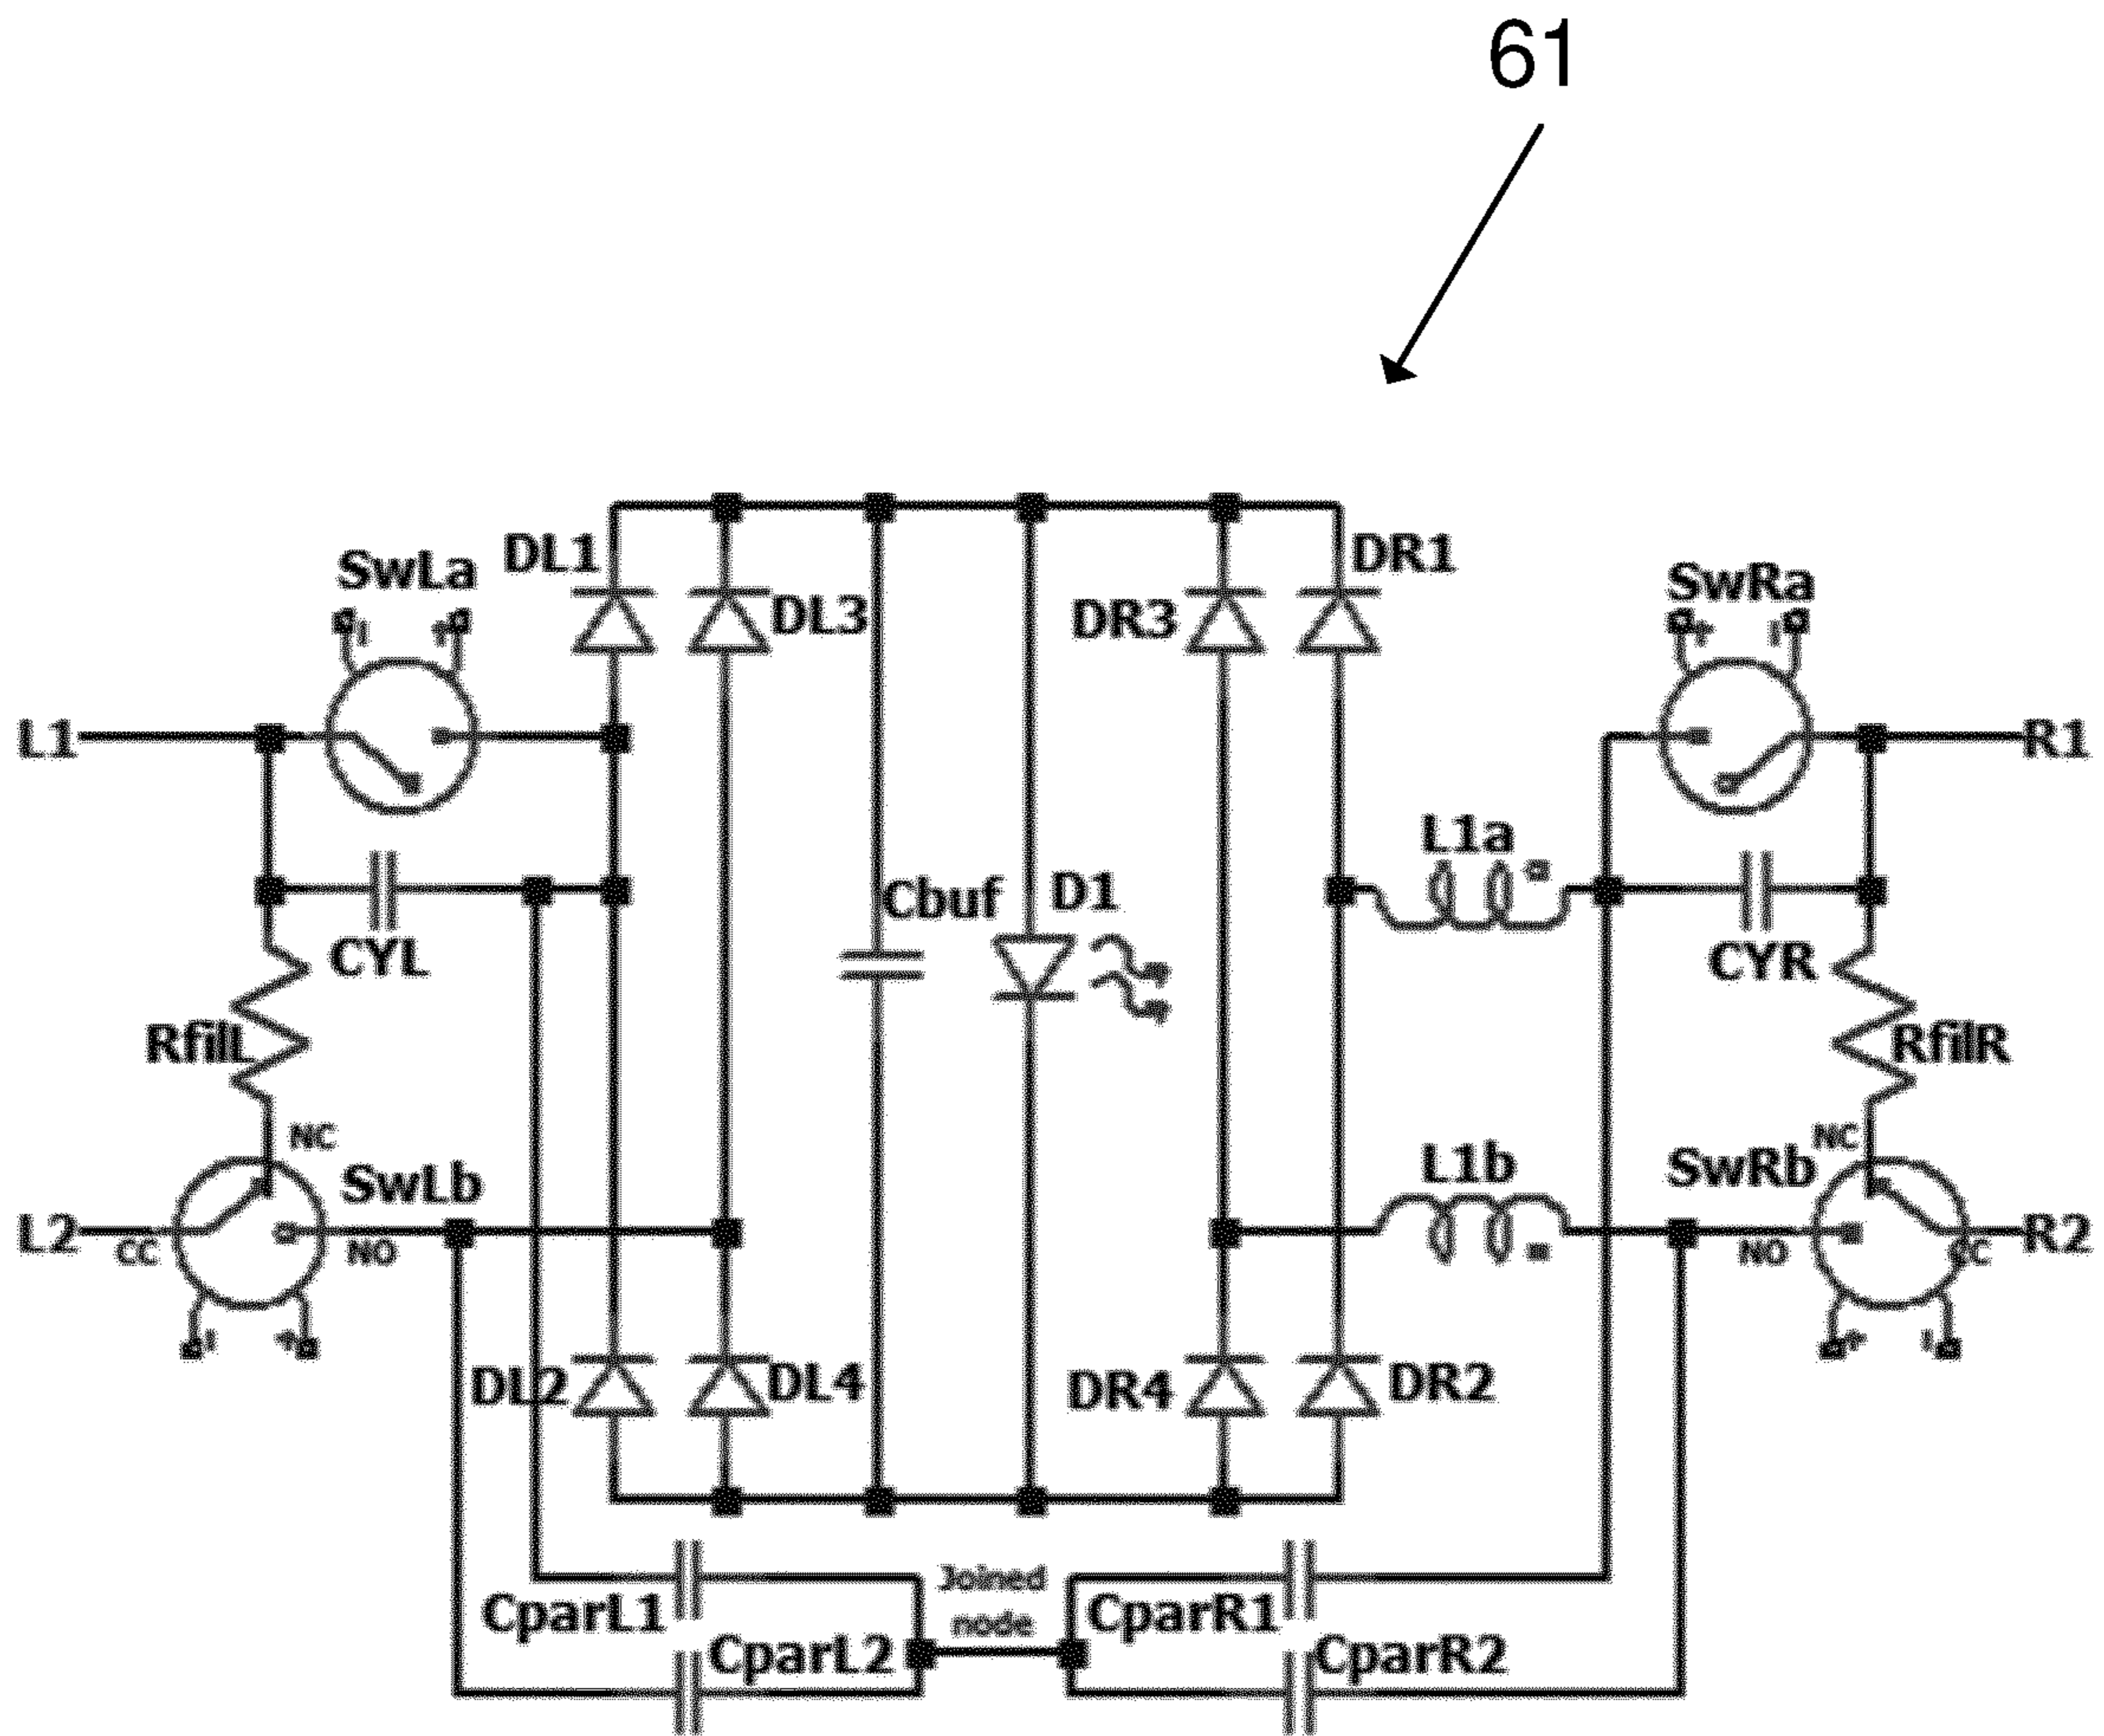 61
SwLa
DL1
DL3
DR3
DR1
SwRa
- +
+ -
L1
R1
L1a
Cbuf
D1
CYL
CYR
RfilL
RfilR
NC
NC
SwLb
L1b
SwRb
L2
CC
NO
NO
CC
R2
- +
+ -
DL2
DL4
DR4
DR2
Joined
node
CparL1
CparR1
CparL2
CparR2